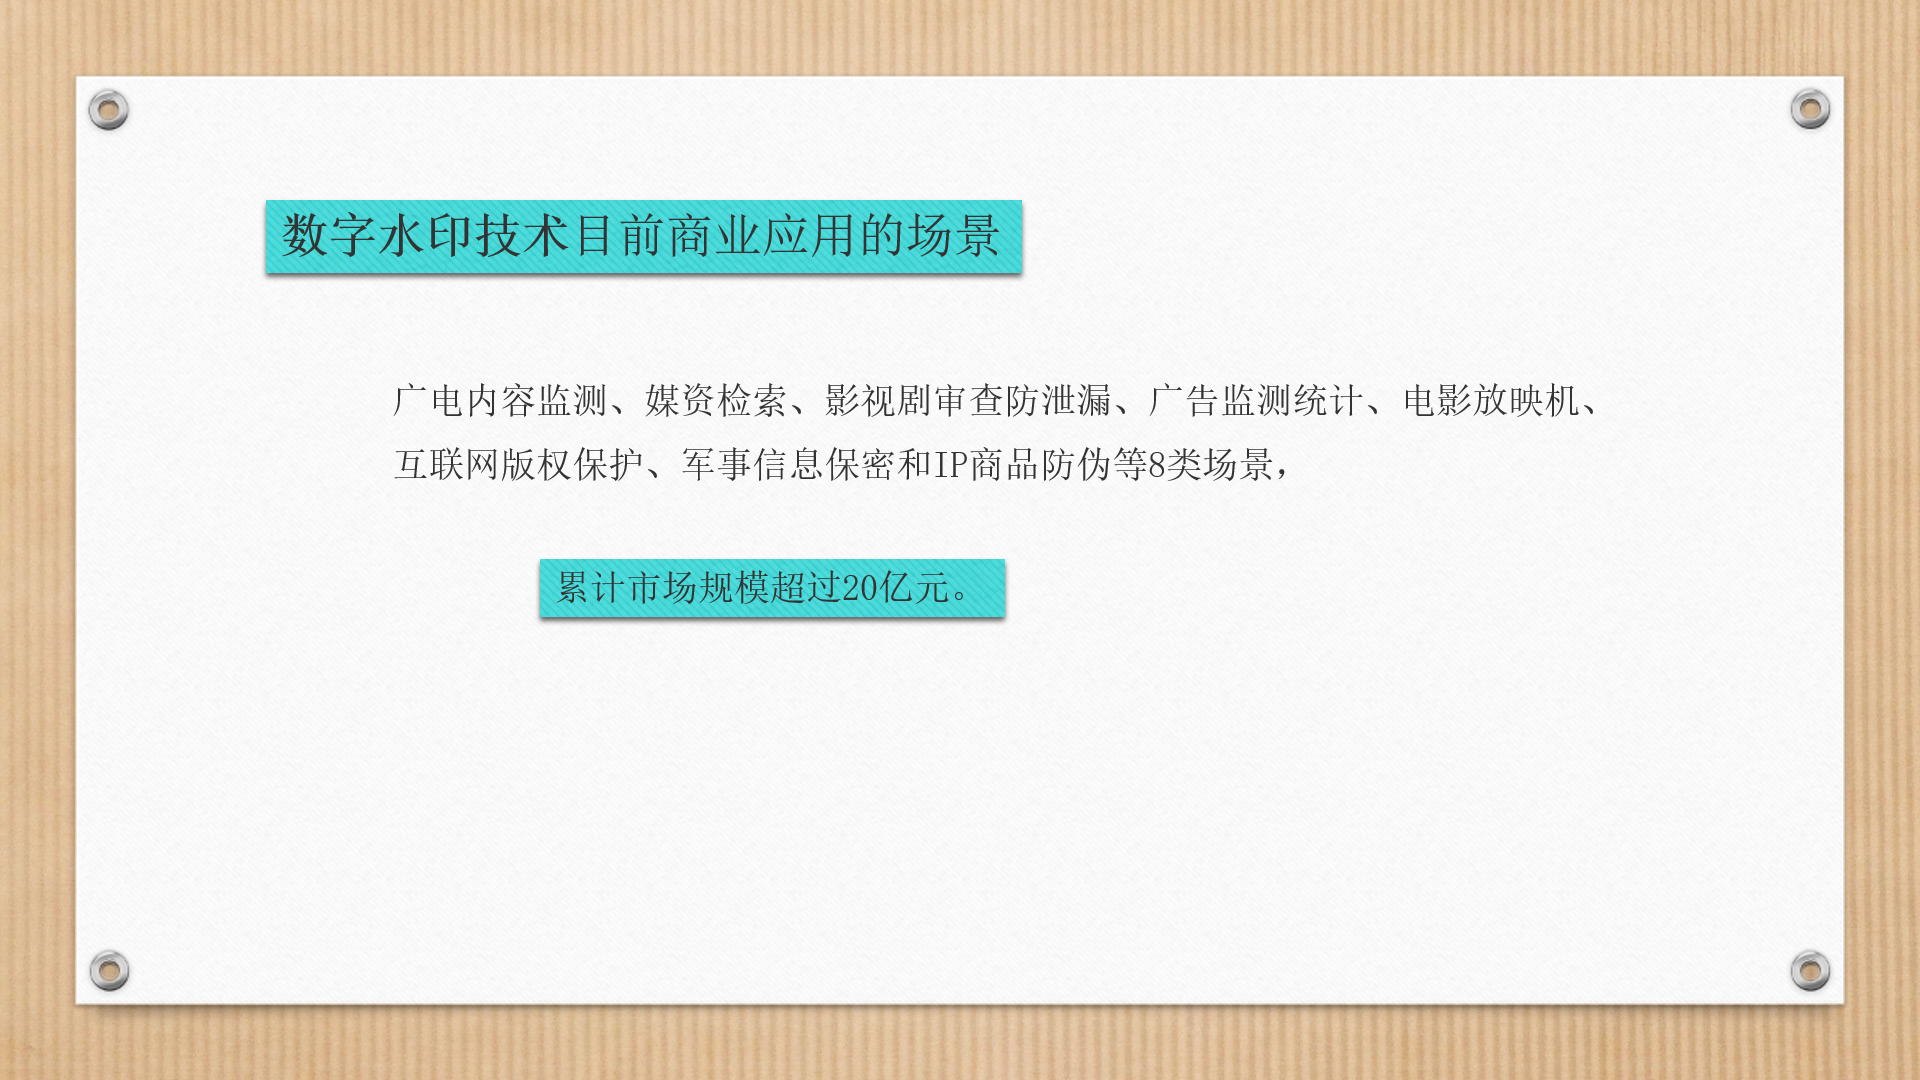 数字水印技术目前商业应用的场景
广电内容监测、媒资检索、影视剧审查防泄漏、广告监测统计、电影放映机、
互联网版权保护、军事信息保密和IP商品防伪等8类场景，
累计市场规模超过20亿元。